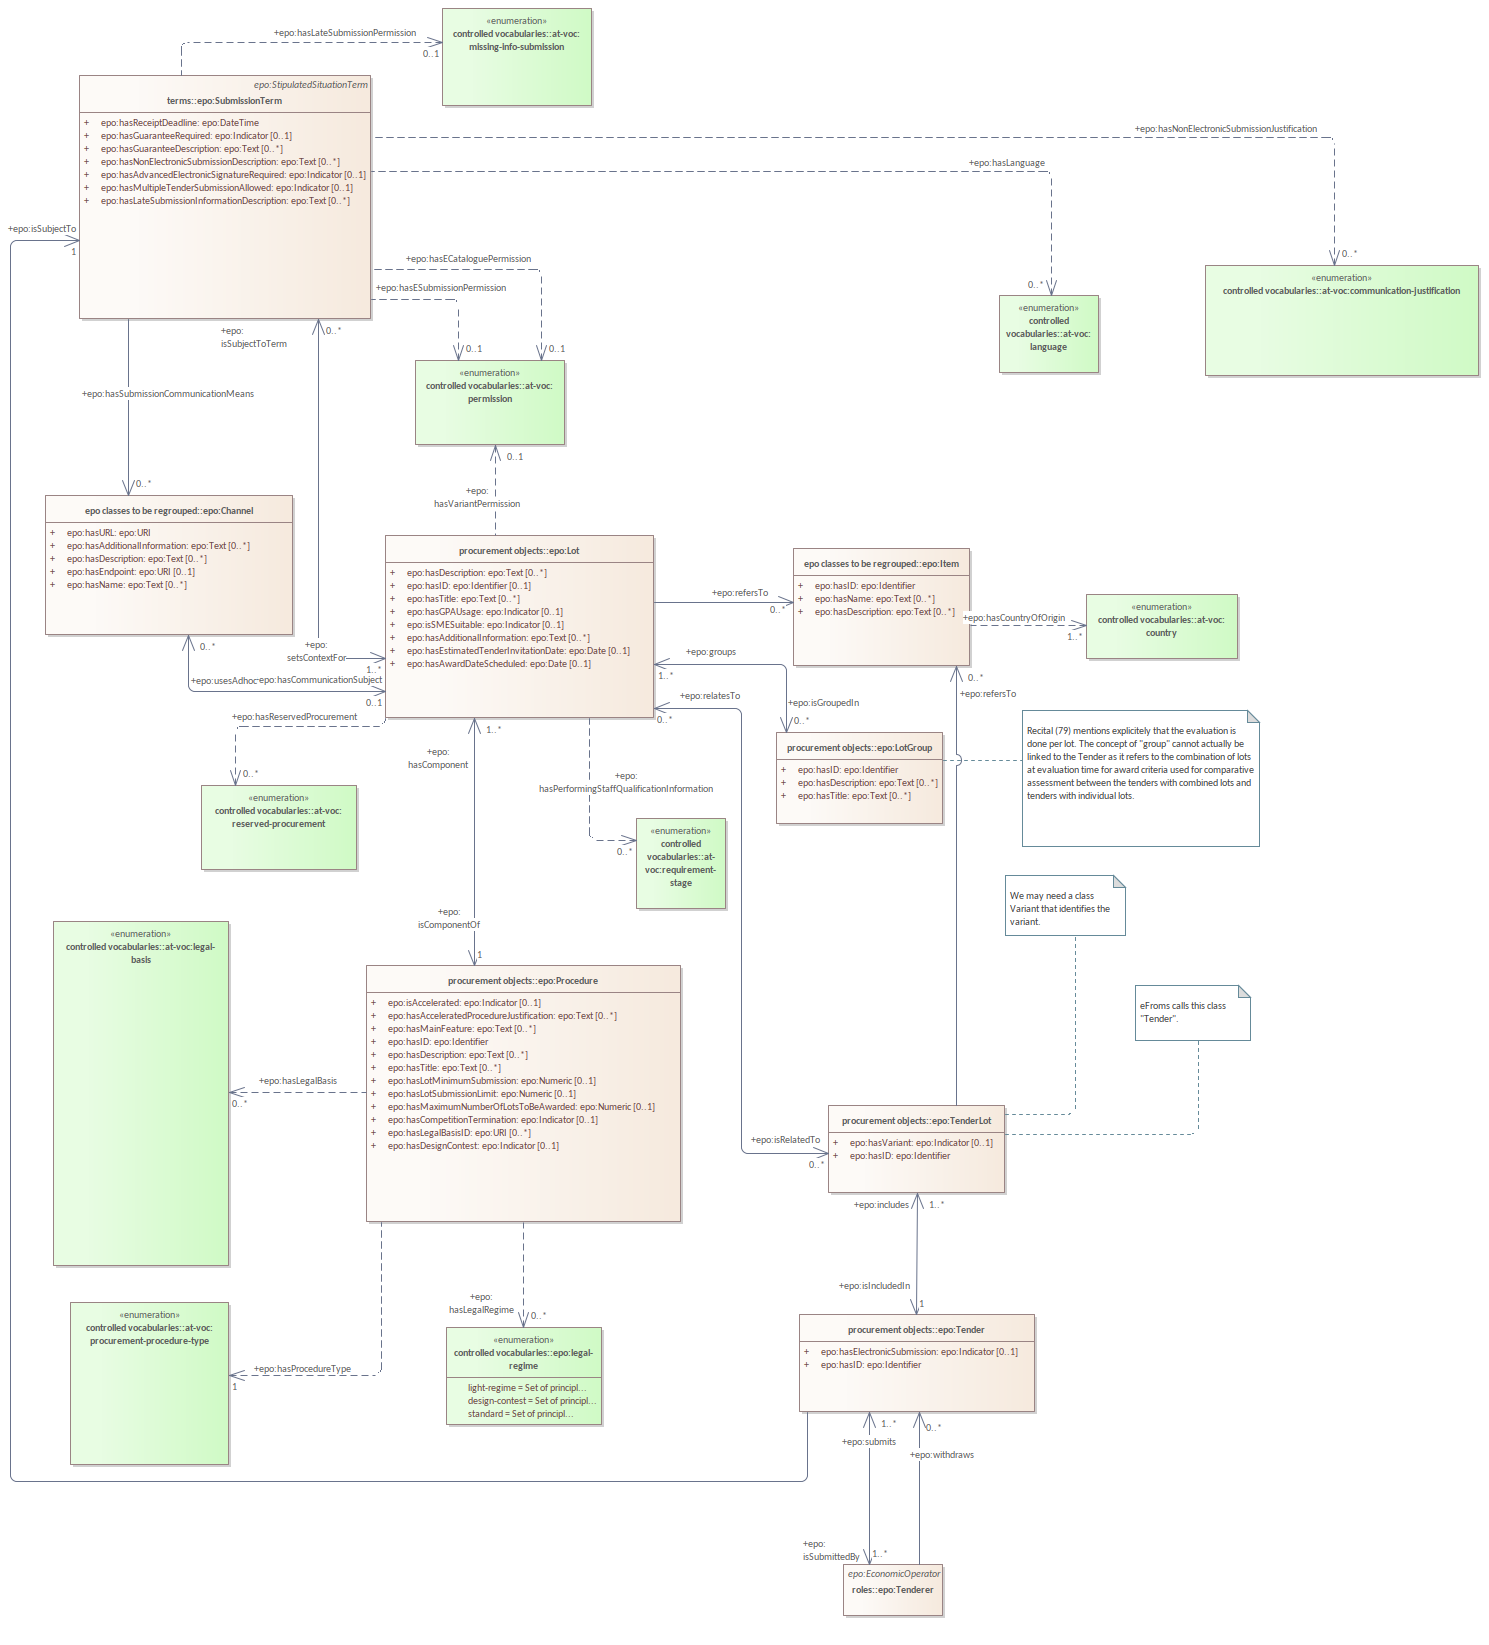 «enumeration»
controlled vocabularies::at-voc:
missing-info-submission
+epo:hasLateSubmissionPermission
0..1
epo:StipulatedSituationTerm
terms::epo:SubmissionTerm
+ epo:hasReceiptDeadline: epo:DateTime
+ epo:hasGuaranteeRequired: epo:Indicator [0..1]
+ epo:hasGuaranteeDescription: epo:Text [0..*]
+ epo:hasNonElectronicSubmissionDescription: epo:Text [0..*]
+ epo:hasAdvancedElectronicSignatureRequired: epo:Indicator [0..1]
+ epo:hasMultipleTenderSubmissionAllowed: epo:Indicator [0..1]
+ epo:hasLateSubmissionInformationDescription: epo:Text [0..*]
+epo:hasNonElectronicSubmissionJustification
0..*
+epo:hasLanguage
0..*
+epo:isSubjectTo
1
+epo:hasECataloguePermission
0..1
+epo:hasESubmissionPermission
0..1
«enumeration»
controlled vocabularies::at-voc:communication-justification
«enumeration»
controlled
vocabularies::at-voc:
language
+epo:
isSubjectToTerm
0..*
«enumeration»
controlled vocabularies::at-voc:
permission
+epo:hasSubmissionCommunicationMeans
0..*
0..1
+epo:
hasVariantPermission
epo classes to be regrouped::epo:Channel
+ epo:hasURL: epo:URI
+ epo:hasAdditionalInformation: epo:Text [0..*]
+ epo:hasDescription: epo:Text [0..*]
+ epo:hasEndpoint: epo:URI [0..1]
+ epo:hasName: epo:Text [0..*]
procurement objects::epo:Lot
+ epo:hasDescription: epo:Text [0..*]
+ epo:hasID: epo:Identifier [0..1]
+ epo:hasTitle: epo:Text [0..*]
+ epo:hasGPAUsage: epo:Indicator [0..1]
+ epo:isSMESuitable: epo:Indicator [0..1]
+ epo:hasAdditionalInformation: epo:Text [0..*]
+ epo:hasEstimatedTenderInvitationDate: epo:Date [0..1]
+ epo:hasAwardDateScheduled: epo:Date [0..1]
+epo:refersTo
0..*
epo classes to be regrouped::epo:Item
+ epo:hasID: epo:Identifier
+ epo:hasName: epo:Text [0..*]
+ epo:hasDescription: epo:Text [0..*]
+epo:hasCountryOfOrigin
1..*
«enumeration»
controlled vocabularies::at-voc:
country
0..*
+epo:
setsContextFor
1..*
+epo:usesAdhoc
epo:hasCommunicationSubject
0..1
+epo:groups
1..*
+epo:isGroupedIn
0..*
+epo:relatesTo
0..*
0..*
+epo:refersTo
+epo:hasReservedProcurement
0..*
1..*
+epo:
hasComponent
+epo:
hasPerformingStaffQualificationInformation
0..*
procurement objects::epo:LotGroup
+ epo:hasID: epo:Identifier
+ epo:hasDescription: epo:Text [0..*]
+ epo:hasTitle: epo:Text [0..*]
Recital (79) mentions explicitly that the evaluation is
done per lot. The concept of "group" cannot actually be
linked to the Tender as it refers to the combination of lots
at evaluation time for award criteria used for comparative
assessment between the tenders with combined lots and
tenders with individual lots.
«enumeration»
controlled vocabularies::at-voc:
reserved-procurement
«enumeration»
controlled
vocabularies::at-
voc:requirement-
stage
We may need a class
Variant that identifies the
variant.
+epo:
isComponentOf
1
«enumeration»
controlled vocabularies::at-voc:legal-
basis
procurement objects::epo:Procedure
+ epo:isAccelerated: epo:Indicator [0..1]
+ epo:hasAcceleratedProcedureJustification: epo:Text [0..*]
+ epo:hasMainFeature: epo:Text [0..*]
+ epo:hasID: epo:Identifier
+ epo:hasDescription: epo:Text [0..*]
+ epo:hasTitle: epo:Text [0..*]
+ epo:hasLotMinimumSubmission: epo:Numeric [0..1]
+ epo:hasLotSubmissionLimit: epo:Numeric [0..1]
+ epo:hasMaximumNumberOfLotsToBeAwarded: epo:Numeric [0..1]
+ epo:hasCompetitionTermination: epo:Indicator [0..1]
+ epo:hasLegalBasisID: epo:URI [0..*]
+ epo:hasDesignContest: epo:Indicator [0..1]
eFroms calls this class
"Tender".
+epo:hasLegalBasis
0..*
procurement objects::epo:TenderLot
+ epo:hasVariant: epo:Indicator [0..1]
+ epo:hasID: epo:Identifier
+epo:isRelatedTo
0..*
+epo:includes
1..*
+epo:isIncludedIn
1
+epo:
hasLegalRegime
0..*
«enumeration»
controlled vocabularies::at-voc:
procurement-procedure-type
+epo:hasProcedureType
1
«enumeration»
controlled vocabularies::epo:legal-
regime
light-regime = Set of principl...
design-contest = Set of principl...
standard = Set of principl...
procurement objects::epo:Tender
+ epo:hasElectronicSubmission: epo:Indicator [0..1]
+ epo:hasID: epo:Identifier
1..*
+epo:submits
0..*
+epo:withdraws
+epo:
isSubmittedBy
1..*
epo:EconomicOperator
roles::epo:Tenderer